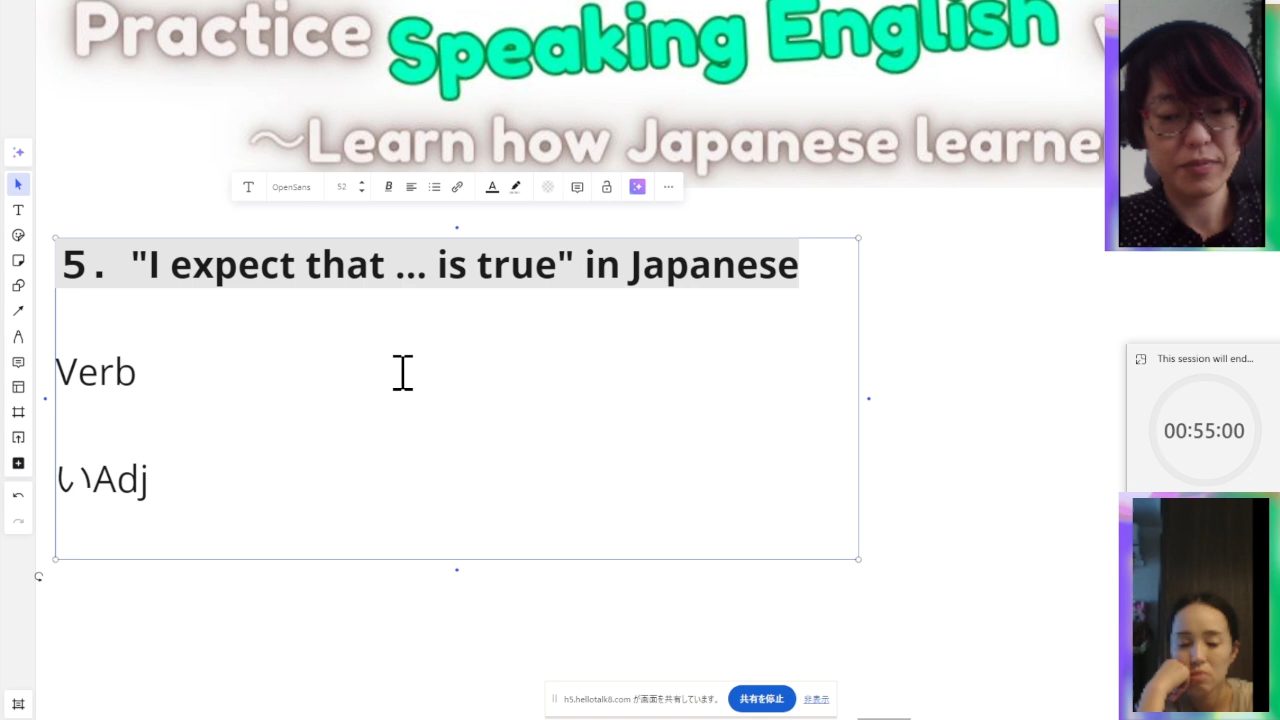 Practice Speaking English
~Learn how Japanese learne
OpenSans 52
5. "I expect that ... is true" in Japanese
Verb
いAdj
This session will end...
00:55:00
h5.hellotalk8.com が画面を共有しています。 共有を停止 非表示